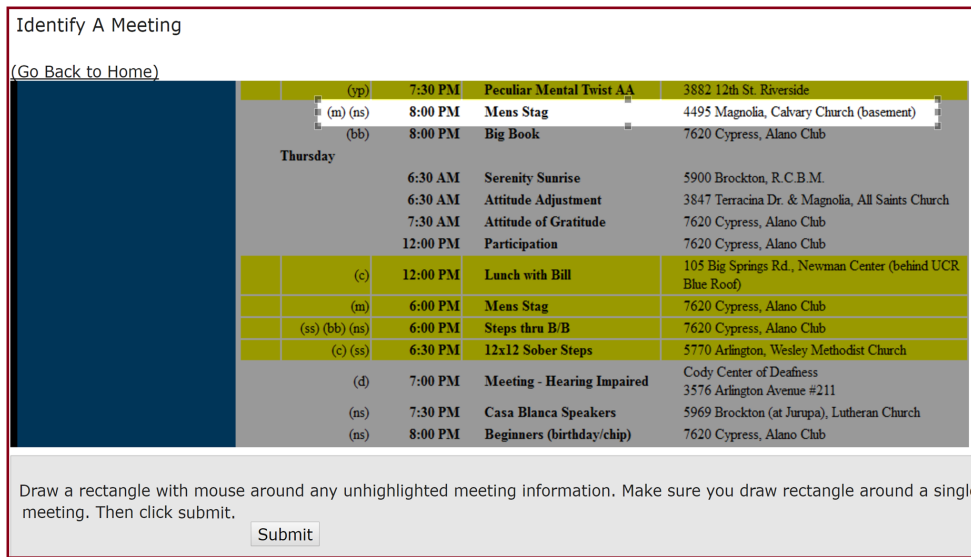 Identify A Meeting
(Go Back to Home)
(yp) 7:30 PM Peculiar Mental Twist AA 3882 12th St. Riverside
(m) (ns) 8:00 PM Mens Stag 4495 Magnolia, Calvary Church (basement)
(bb) 8:00 PM Big Book 7620 Cypress, Alano Club
Thursday
6:30 AM Serenity Sunrise 5900 Brockton, R.C.B.M.
6:30 AM Attitude Adjustment 3847 Terracina Dr. & Magnolia, All Saints Church
7:30 AM Attitude of Gratitude 7620 Cypress, Alano Club
12:00 PM Participation 7620 Cypress, Alano Club
(c) 12:00 PM Lunch with Bill 105 Big Springs Rd., Newman Center (behind UCR
Blue Roof)
(m) 6:00 PM Mens Stag 7620 Cypress, Alano Club
(ss) (bb) (ns) 6:00 PM Steps thru B/B 7620 Cypress, Alano Club
(c) (ss) 6:30 PM 12x12 Sober Steps 5770 Arlington, Wesley Methodist Church
(d) 7:00 PM Meeting - Hearing Impaired Cody Center of Deafness
3576 Arlington Avenue #211
(ns) 7:30 PM Casa Blanca Speakers 5969 Brockton (at Jurupa), Lutheran Church
(ns) 8:00 PM Beginners (birthday/chip) 7620 Cypress, Alano Club
Draw a rectangle with mouse around any unhighlighted meeting information. Make sure you draw rectangle around a single
meeting. Then click submit.
Submit